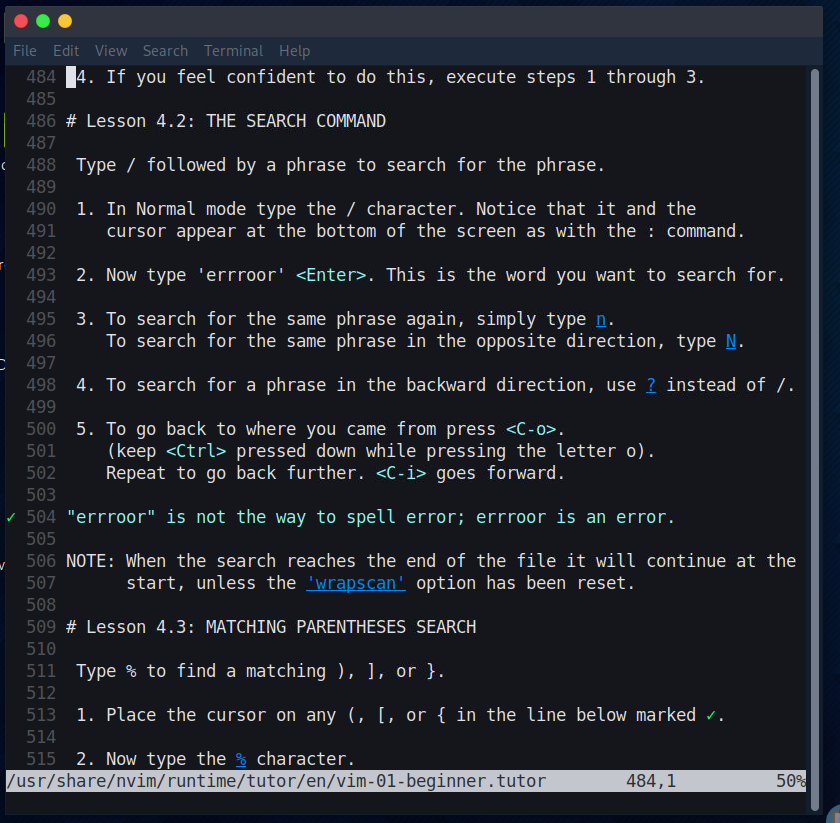 File Edit View Search Terminal Help
484 4. If you feel confident to do this, execute steps 1 through 3.
485
486 # Lesson 4.2: THE SEARCH COMMAND
487
488 Type / followed by a phrase to search for the phrase.
489
490 1. In Normal mode type the / character. Notice that it and the
491 cursor appear at the bottom of the screen as with the : command.
492
493 2. Now type 'errroor' <Enter>. This is the word you want to search for.
494
495 3. To search for the same phrase again, simply type n.
496 To search for the same phrase in the opposite direction, type N.
497
498 4. To search for a phrase in the backward direction, use ? instead of /.
499
500 5. To go back to where you came from press <C-o>.
501 (keep <Ctrl> pressed down while pressing the letter o).
502 Repeat to go back further. <C-i> goes forward.
503
✓ 504 "errroor" is not the way to spell error; errroor is an error.
505
506 NOTE: When the search reaches the end of the file it will continue at the
507 start, unless the 'wrapscan' option has been reset.
508
509 # Lesson 4.3: MATCHING PARENTHESES SEARCH
510
511 Type % to find a matching ), ], or }.
512
513 1. Place the cursor on any (, [, or { in the line below marked ✓.
514
515 2. Now type the % character.
/usr/share/nvim/runtime/tutor/en/vim-01-beginner.tutor 484,1 50%